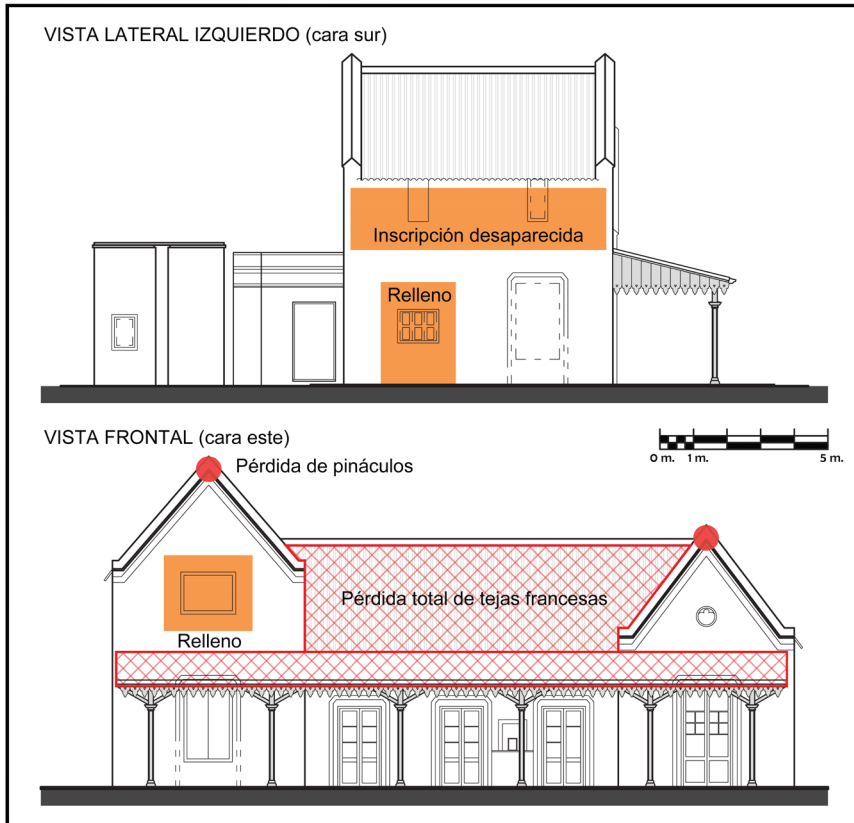 VISTA LATERAL IZQUIERDO (cara sur)
Inscripción desaparecida
Relleno
VISTA FRONTAL (cara este)
0 m. 1 m. 5 m.
Pérdida de pináculos
Pérdida total de tejas francesas
Relleno